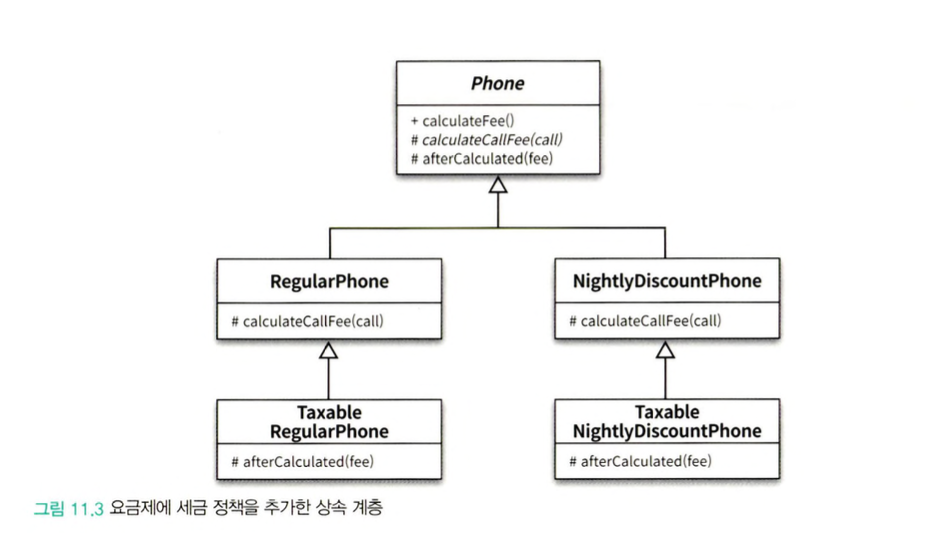 Phone
+ calculateFee()
# calculateCallFee(call)
# afterCalculated(fee)
RegularPhone
# calculateCallFee(call)
NightlyDiscountPhone
# calculateCallFee(call)
Taxable
RegularPhone
# afterCalculated(fee)
Taxable
NightlyDiscountPhone
# afterCalculated(fee)
그림 11.3 요금제에 세금 정책을 추가한 상속 계층